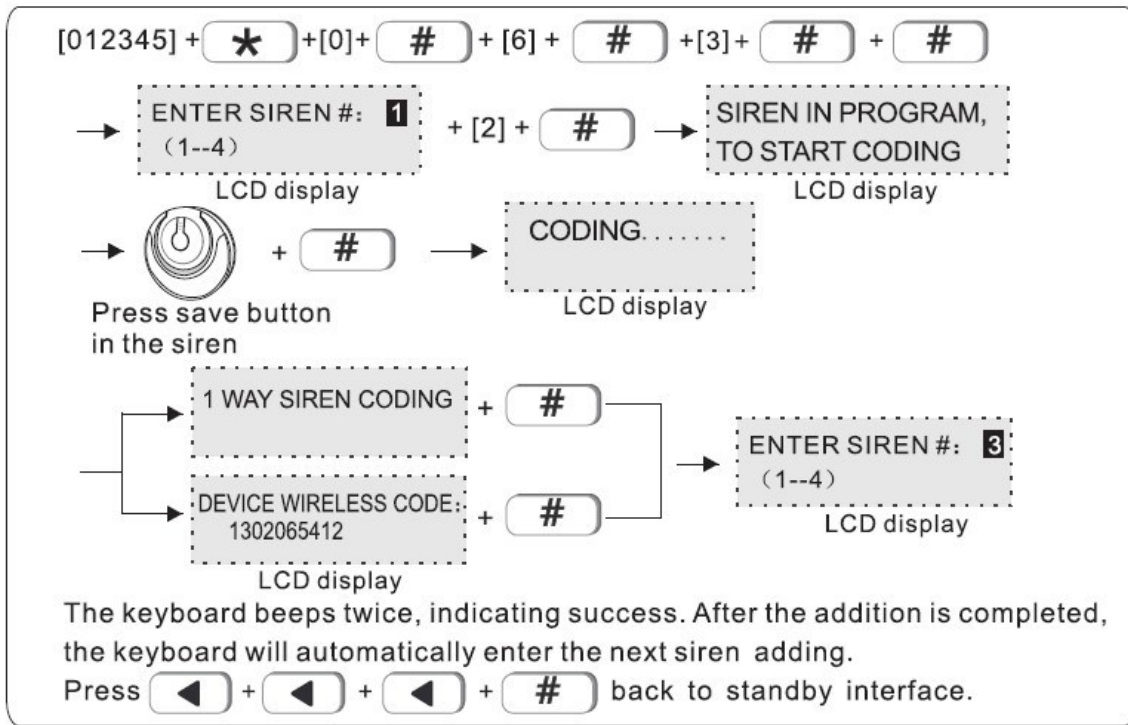 [012345] + * +[0]+ # + [6] + # +[3]+ # + #
ENTER SIREN #: 1
(1--4)
LCD display
+ [2] + #
SIREN IN PROGRAM,
TO START CODING
LCD display
+ #
Press save button
in the siren
CODING.......
LCD display
1 WAY SIREN CODING + #
DEVICE WIRELESS CODE:
1302065412
+ #
LCD display
ENTER SIREN #: 3
(1--4)
LCD display
The keyboard beeps twice, indicating success. After the addition is completed,
the keyboard will automatically enter the next siren adding.
Press ◀ + ◀ + ◀ + # back to standby interface.